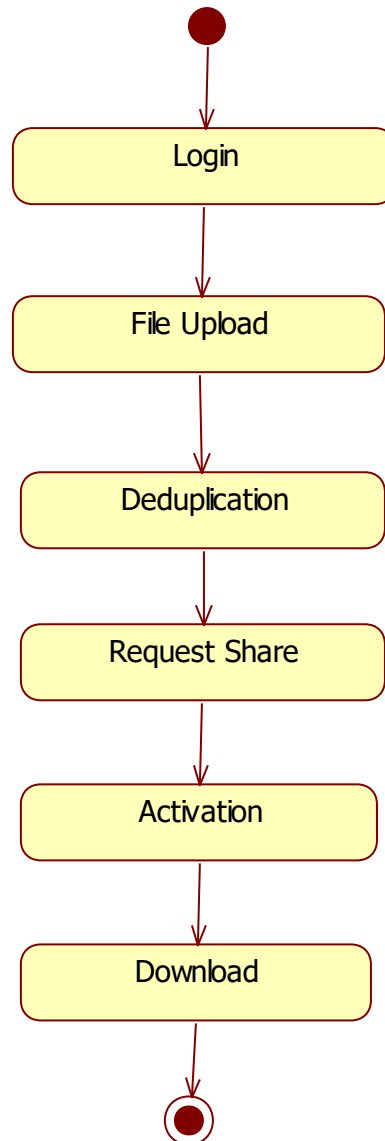 Login
File Upload
Deduplication
Request Share
Activation
Download